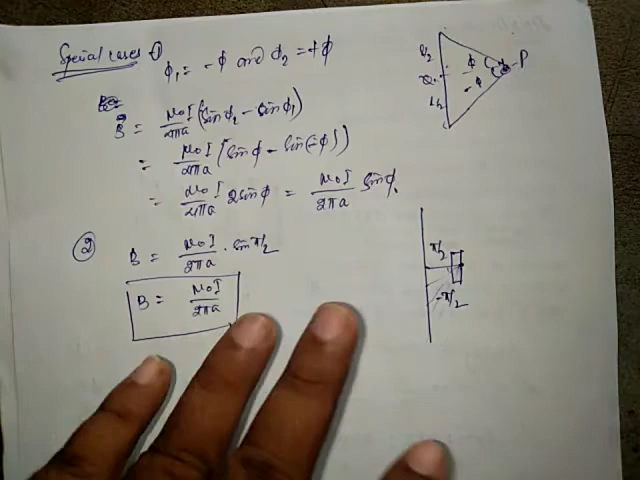 Special cases ①
ϕ₁ = -ϕ and ϕ₂ = +ϕ
B = μ₀I/2πa (sin ϕ₂ - sin ϕ₁)
= μ₀I/2πa [sin ϕ - sin(-ϕ)]
= μ₀I/2πa 2sin ϕ = μ₀I/2πa sin ϕ.
② B = μ₀I/2πa . sin π/2
B = μ₀I/2πa
L/2
ϕ
-ϕ
P
π/2
-π/2